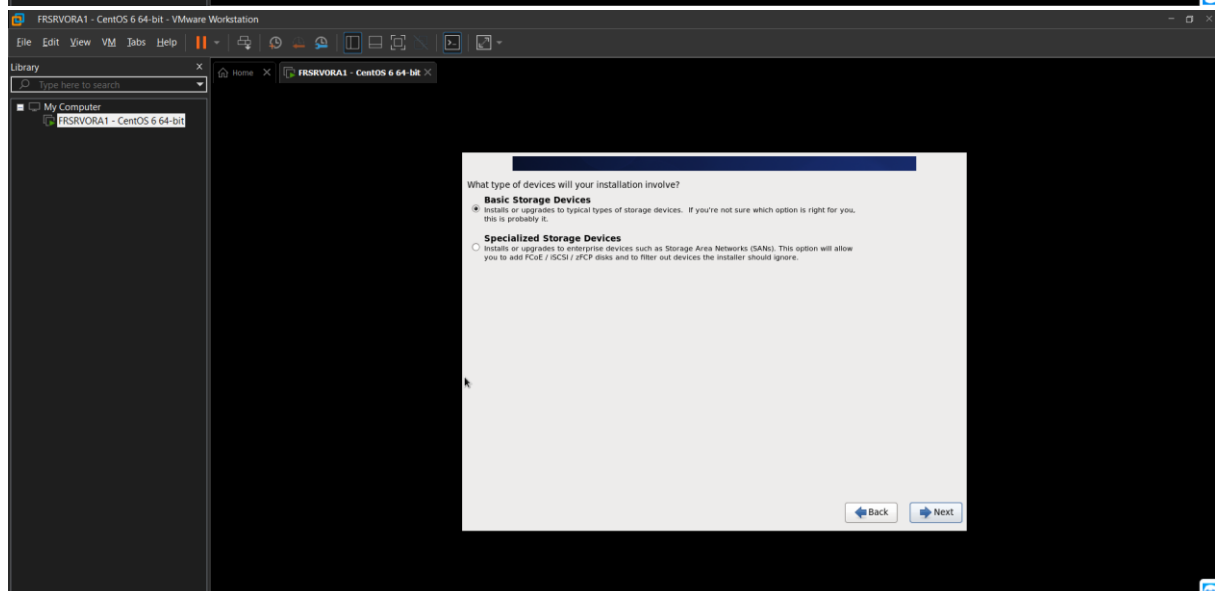 FRSRVORA1 - CentOS 6 64-bit - VMware Workstation
File Edit View VM Tabs Help
Library X
Home X FRSRVORA1 - CentOS 6 64-bit X
Type here to search
My Computer
FRSRVORA1 - CentOS 6 64-bit
What type of devices will your installation involve?
Basic Storage Devices
Installs or upgrades to typical types of storage devices. If you're not sure which option is right for you,
this is probably it.
Specialized Storage Devices
Installs or upgrades to enterprise devices such as Storage Area Networks (SANs). This option will allow
you to add FCoE / iSCSI / zFCP disks and to filter out devices the installer should ignore.
Back Next